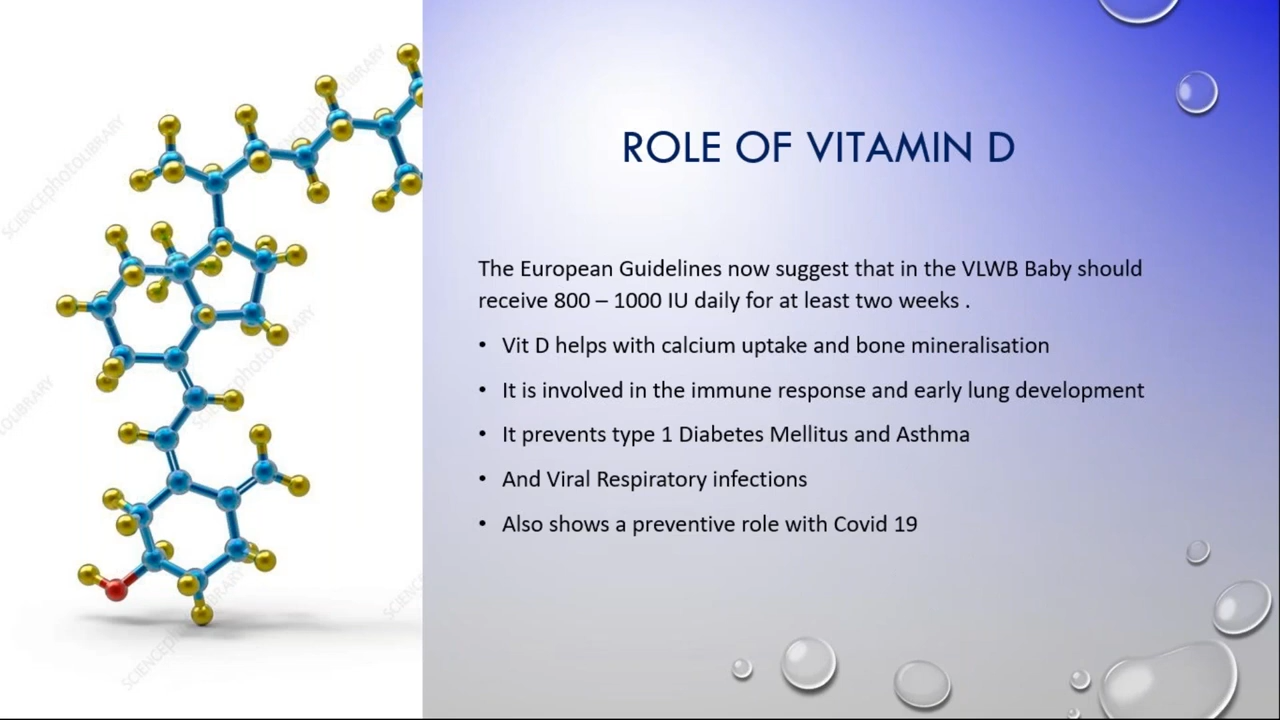 ROLE OF VITAMIN D
The European Guidelines now suggest that in the VLWB Baby should
receive 800 – 1000 IU daily for at least two weeks .
• Vit D helps with calcium uptake and bone mineralisation
• It is involved in the immune response and early lung development
• It prevents type 1 Diabetes Mellitus and Asthma
• And Viral Respiratory infections
• Also shows a preventive role with Covid 19
SCIENCEphotoLIBRARY